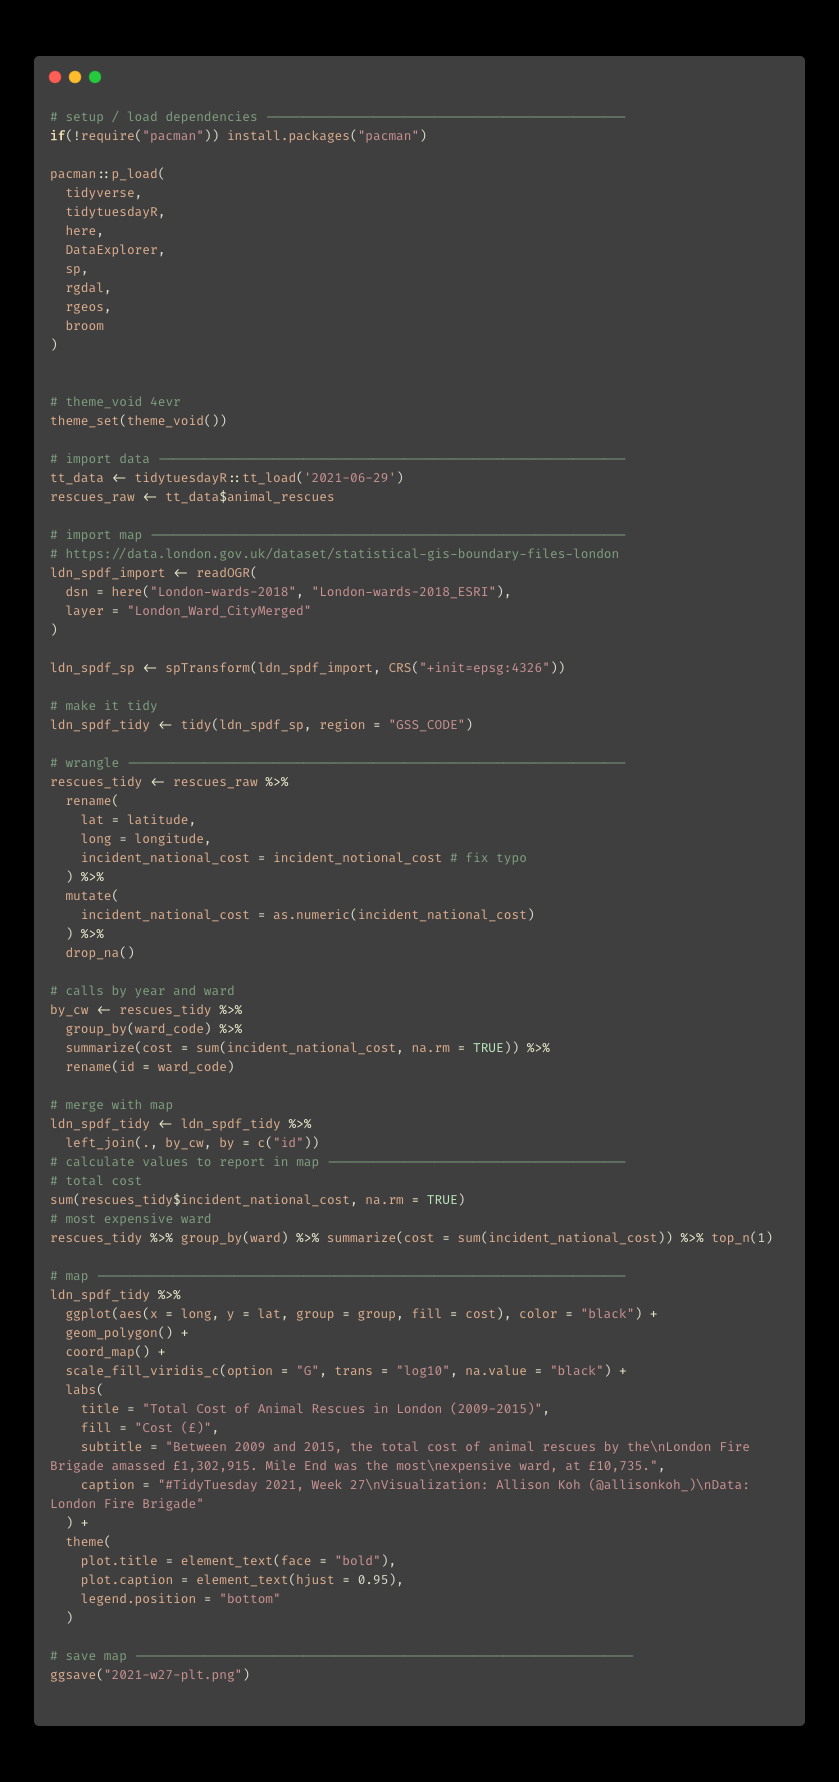 # setup / load dependencies -----------------------------------------------
if(!require("pacman")) install.packages("pacman")
pacman::p_load(
  tidyverse,
  tidytuesdayR,
  here,
  DataExplorer,
  sp,
  rgdal,
  rgeos,
  broom
)
# theme_void 4evr
theme_set(theme_void())
# import data -------------------------------------------------------------
tt_data <- tidytuesdayR::tt_load('2021-06-29')
rescues_raw <- tt_data$animal_rescues
# import map --------------------------------------------------------------
# https://data.london.gov.uk/dataset/statistical-gis-boundary-files-london
ldn_spdf_import <- readOGR(
  dsn = here("London-wards-2018", "London-wards-2018_ESRI"),
  layer = "London_Ward_CityMerged"
)
ldn_spdf_sp <- spTransform(ldn_spdf_import, CRS("+init=epsg:4326"))
# make it tidy
ldn_spdf_tidy <- tidy(ldn_spdf_sp, region = "GSS_CODE")
# wrangle -----------------------------------------------------------------
rescues_tidy <- rescues_raw %>%
  rename(
    lat = latitude,
    long = longitude,
    incident_national_cost = incident_notional_cost # fix typo
  ) %>%
  mutate(
    incident_national_cost = as.numeric(incident_national_cost)
  ) %>%
  drop_na()
# calls by year and ward
by_cw <- rescues_tidy %>%
  group_by(ward_code) %>%
  summarize(cost = sum(incident_national_cost, na.rm = TRUE)) %>%
  rename(id = ward_code)
# merge with map
ldn_spdf_tidy <- ldn_spdf_tidy %>%
  left_join(., by_cw, by = c("id"))
# calculate values to report in map ---------------------------------------
# total cost
sum(rescues_tidy$incident_national_cost, na.rm = TRUE)
# most expensive ward
rescues_tidy %>% group_by(ward) %>% summarize(cost = sum(incident_national_cost)) %>% top_n(1)
# map ---------------------------------------------------------------------
ldn_spdf_tidy %>%
  ggplot(aes(x = long, y = lat, group = group, fill = cost), color = "black") +
  geom_polygon() +
  coord_map() +
  scale_fill_viridis_c(option = "G", trans = "log10", na.value = "black") +
  labs(
    title = "Total Cost of Animal Rescues in London (2009-2015)",
    fill = "Cost (£)",
    subtitle = "Between 2009 and 2015, the total cost of animal rescues by the\nLondon Fire
Brigade amassed £1,302,915. Mile End was the most\nexpensive ward, at £10,735.",
    caption = "#TidyTuesday 2021, Week 27\nVisualization: Allison Koh (@allisonkoh_)\nData:
London Fire Brigade"
  ) +
  theme(
    plot.title = element_text(face = "bold"),
    plot.caption = element_text(hjust = 0.95),
    legend.position = "bottom"
  )
# save map -----------------------------------------------------------------
ggsave("2021-w27-plt.png")